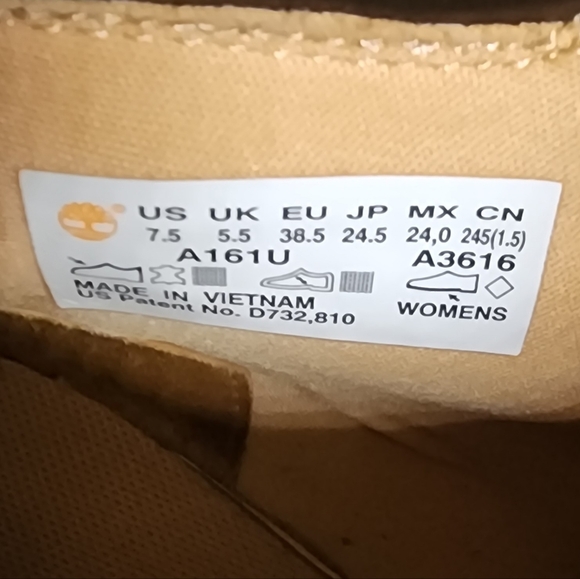 US UK EU JP MX CN
7.5 5.5 38.5 24.5 24,0 245(1.5)
A161U A3616
MADE IN VIETNAM
US Patent No. D732,810
WOMENS